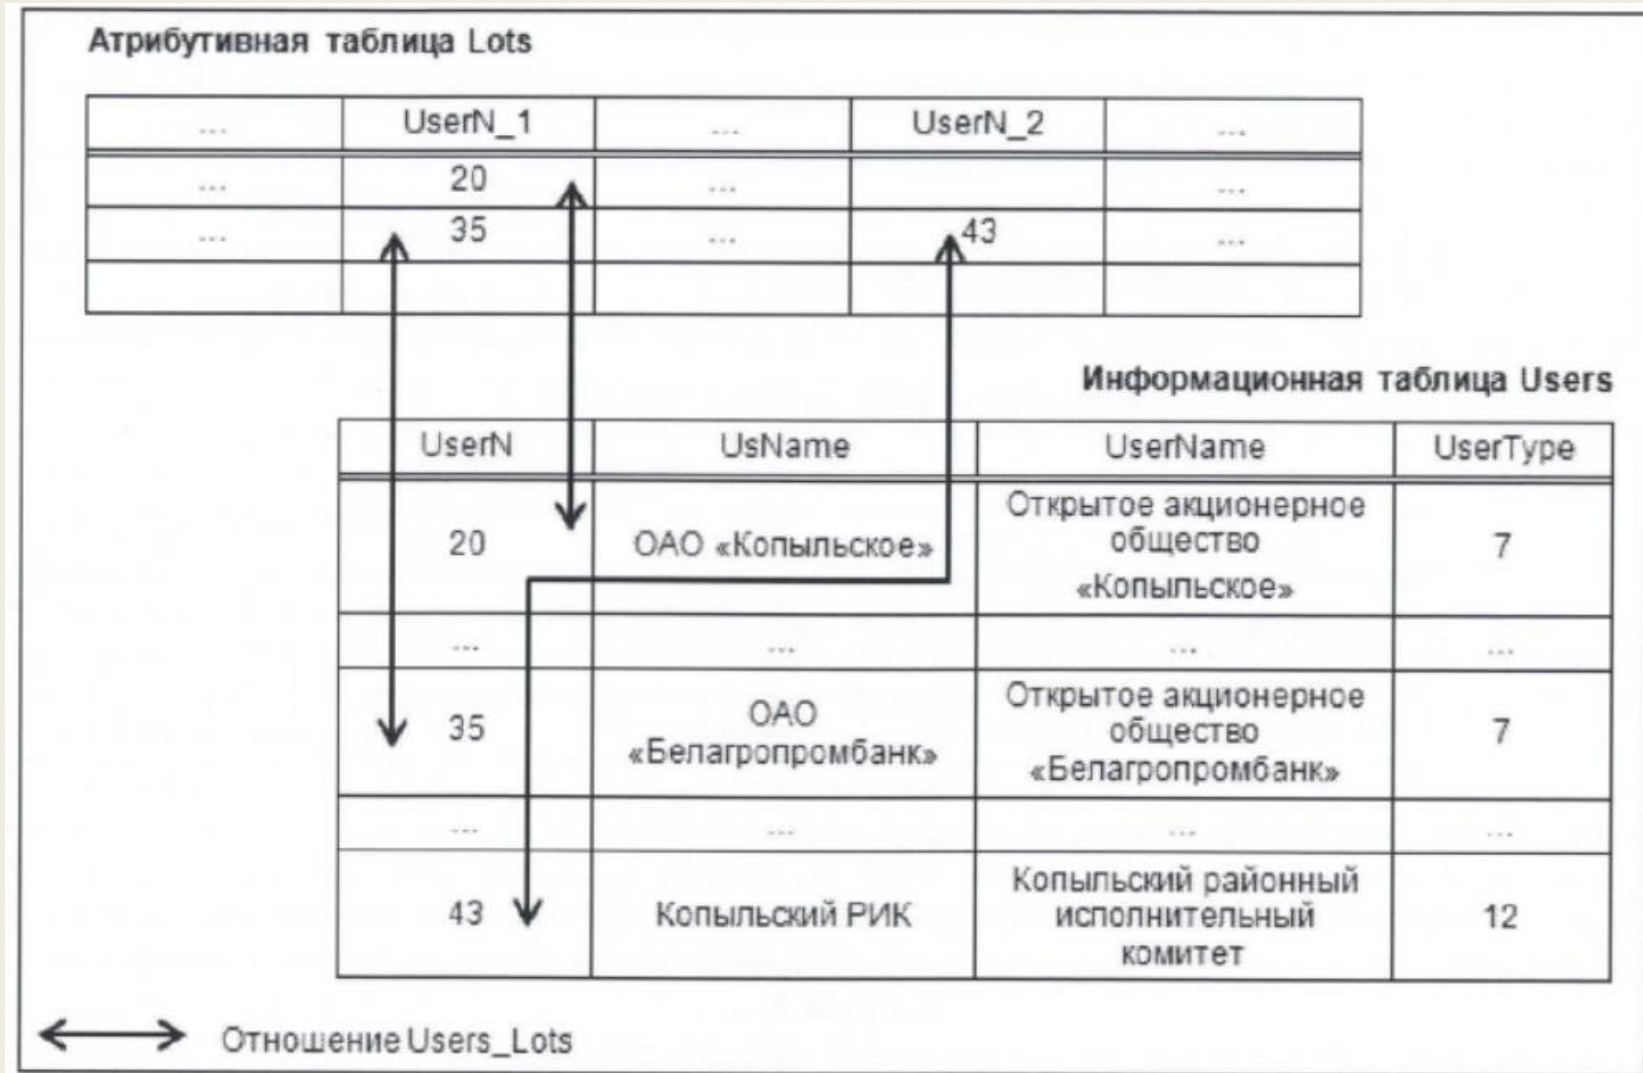 Атрибутивная таблица Lots
... UserN_1 ... UserN_2 ...
... 20 ... ...
... 35 ... 43 ...
Информационная таблица Users
UserN UsName UserName UserType
20 ОАО «Копыльское» Открытое акционерное общество «Копыльское» 7
... ... ... ...
35 ОАО «Белагропромбанк» Открытое акционерное общество «Белагропромбанк» 7
... ... ... ...
43 Копыльский РИК Копыльский районный исполнительный комитет 12
Отношение Users_Lots